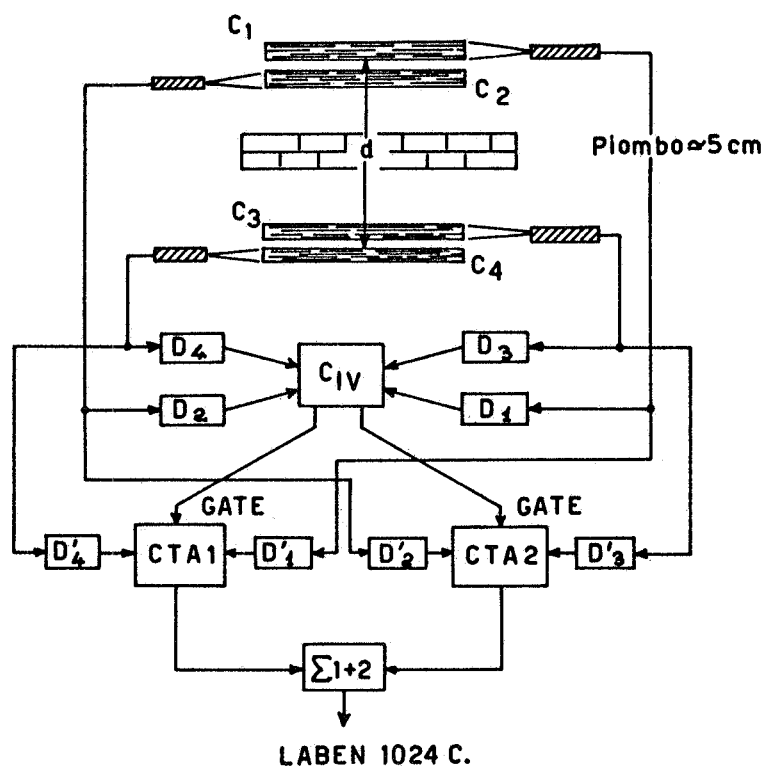 C1
C2
d
Piombo≃5 cm
C3
C4
D4
CIV
D3
D2
D1
GATE
GATE
D'4
CTA1
D'1
D'2
CTA2
D'3
Σ1+2
LABEN 1024 C.